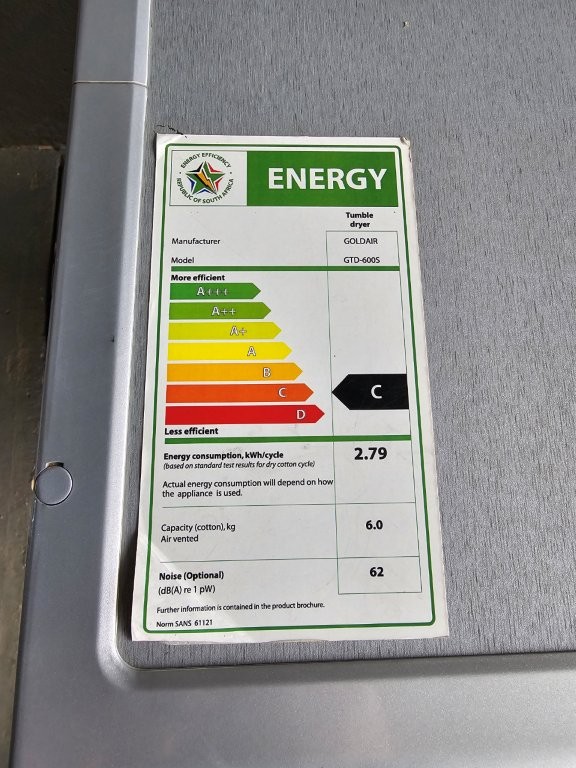 ENERGY EFFICIENCY
REPUBLIC OF SOUTH AFRICA
ENERGY
Tumble
dryer
Manufacturer GOLDAIR
Model GTD-600S
More efficient
A+++
A++
A+
A
B
C C
D
Less efficient
Energy consumption, kWh/cycle 2.79
(based on standard test results for dry cotton cycle)
Actual energy consumption will depend on how
the appliance is used.
Capacity (cotton), kg 6.0
Air vented
Noise (Optional) 62
(dB(A) re 1 pW)
Further information is contained in the product brochure.
Norm SANS 61121